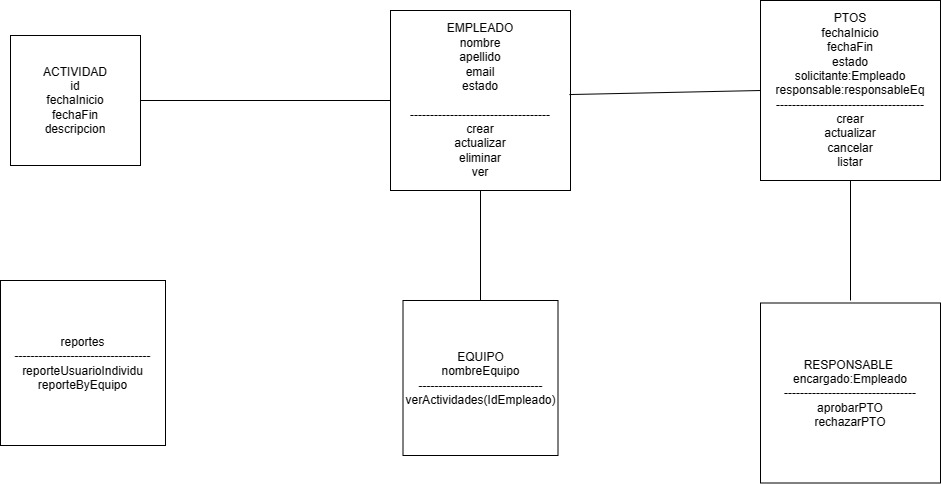 ACTIVIDAD
id
fechaInicio
fechaFin
descripcion
EMPLEADO
nombre
apellido
email
estado
-----------------------------------
crear
actualizar
eliminar
ver
PTOS
fechaInicio
fechaFin
estado
solicitante:Empleado
responsable:responsableEq
-------------------------------------
crear
actualizar
cancelar
listar
reportes
----------------------------------
reporteUsuarioIndividu
reporteByEquipo
EQUIPO
nombreEquipo
-------------------------------
verActividades(IdEmpleado)
RESPONSABLE
encargado:Empleado
---------------------------------
aprobarPTO
rechazarPTO